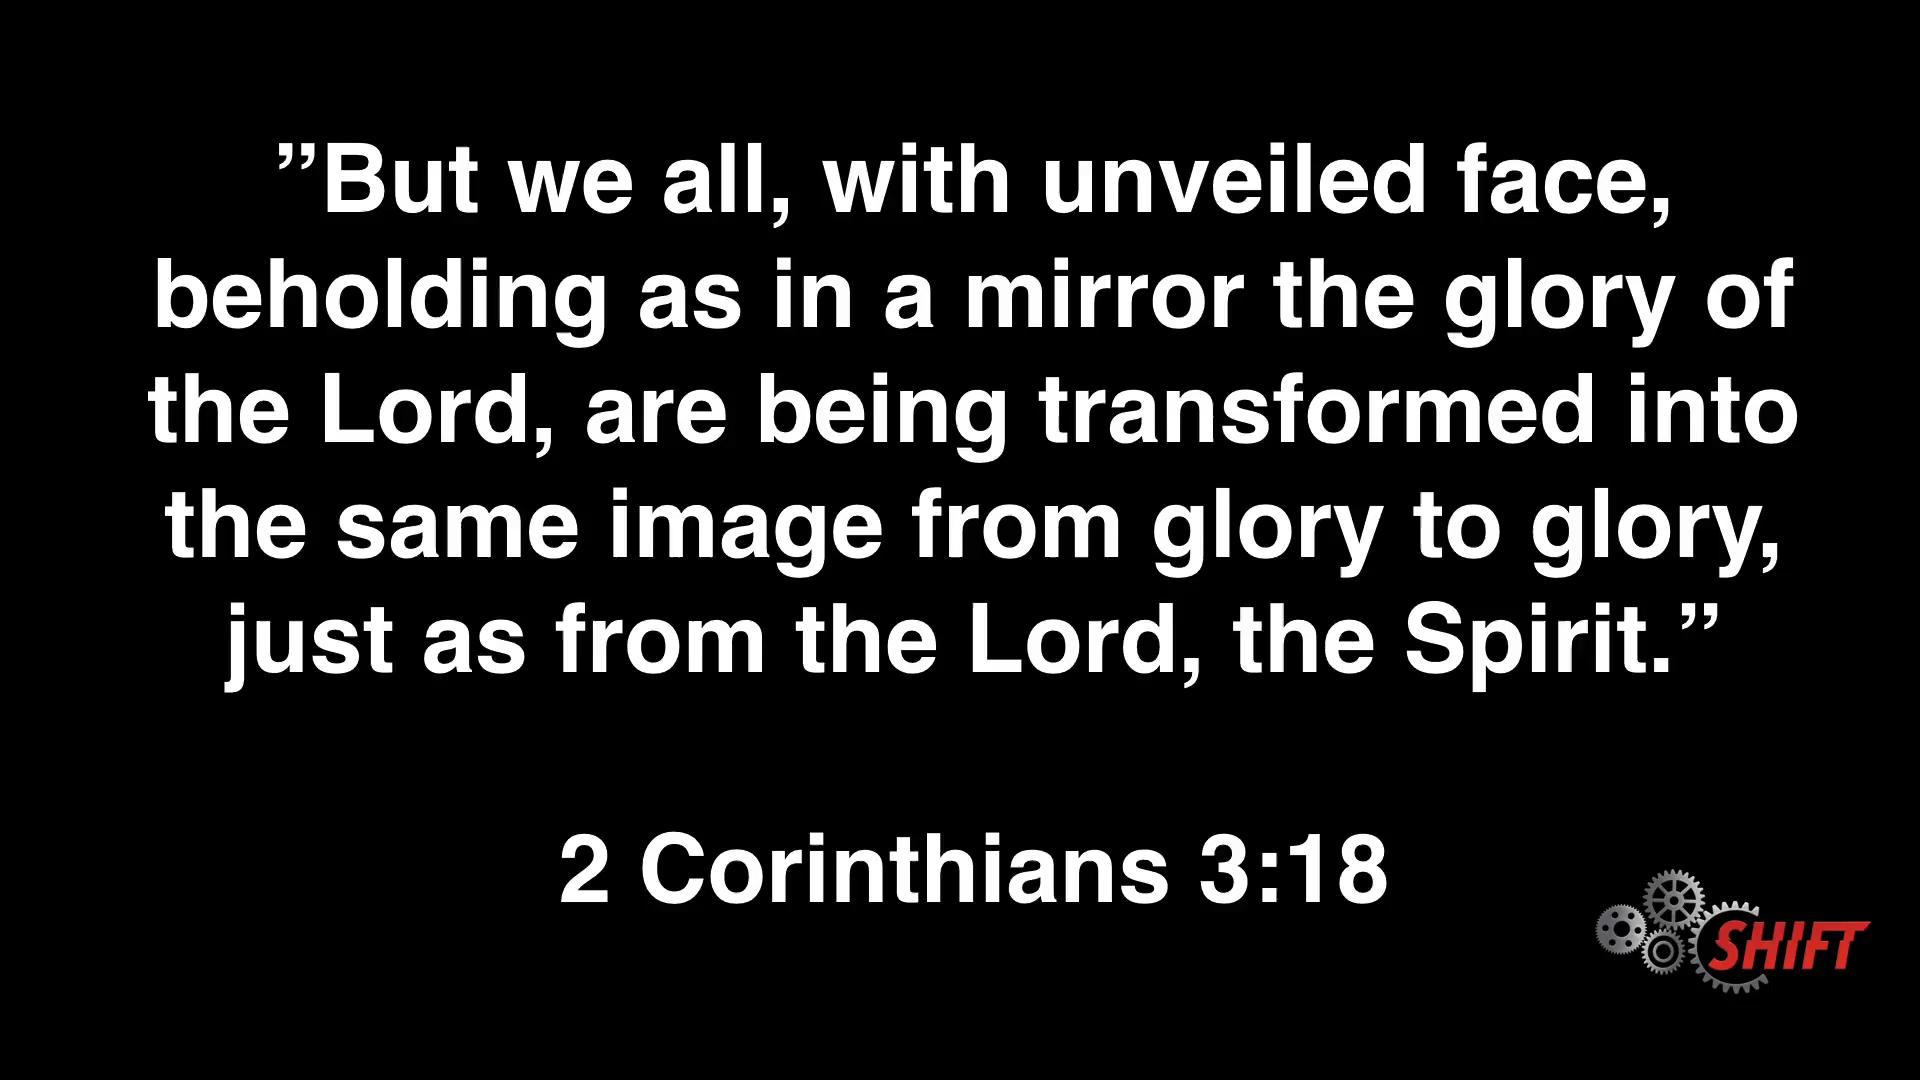 ”But we all, with unveiled face,
beholding as in a mirror the glory of
the Lord, are being transformed into
the same image from glory to glory,
just as from the Lord, the Spirit.”
2 Corinthians 3:18
SHIFT